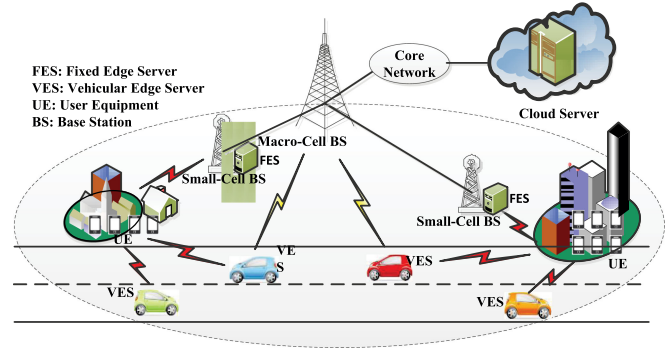 FES: Fixed Edge Server
VES: Vehicular Edge Server
UE: User Equipment
BS: Base Station
Core
Network
Cloud Server
Macro-Cell BS
FES
Small-Cell BS
FES
Small-Cell BS
UE
VE
S
VES
UE
VES
VES